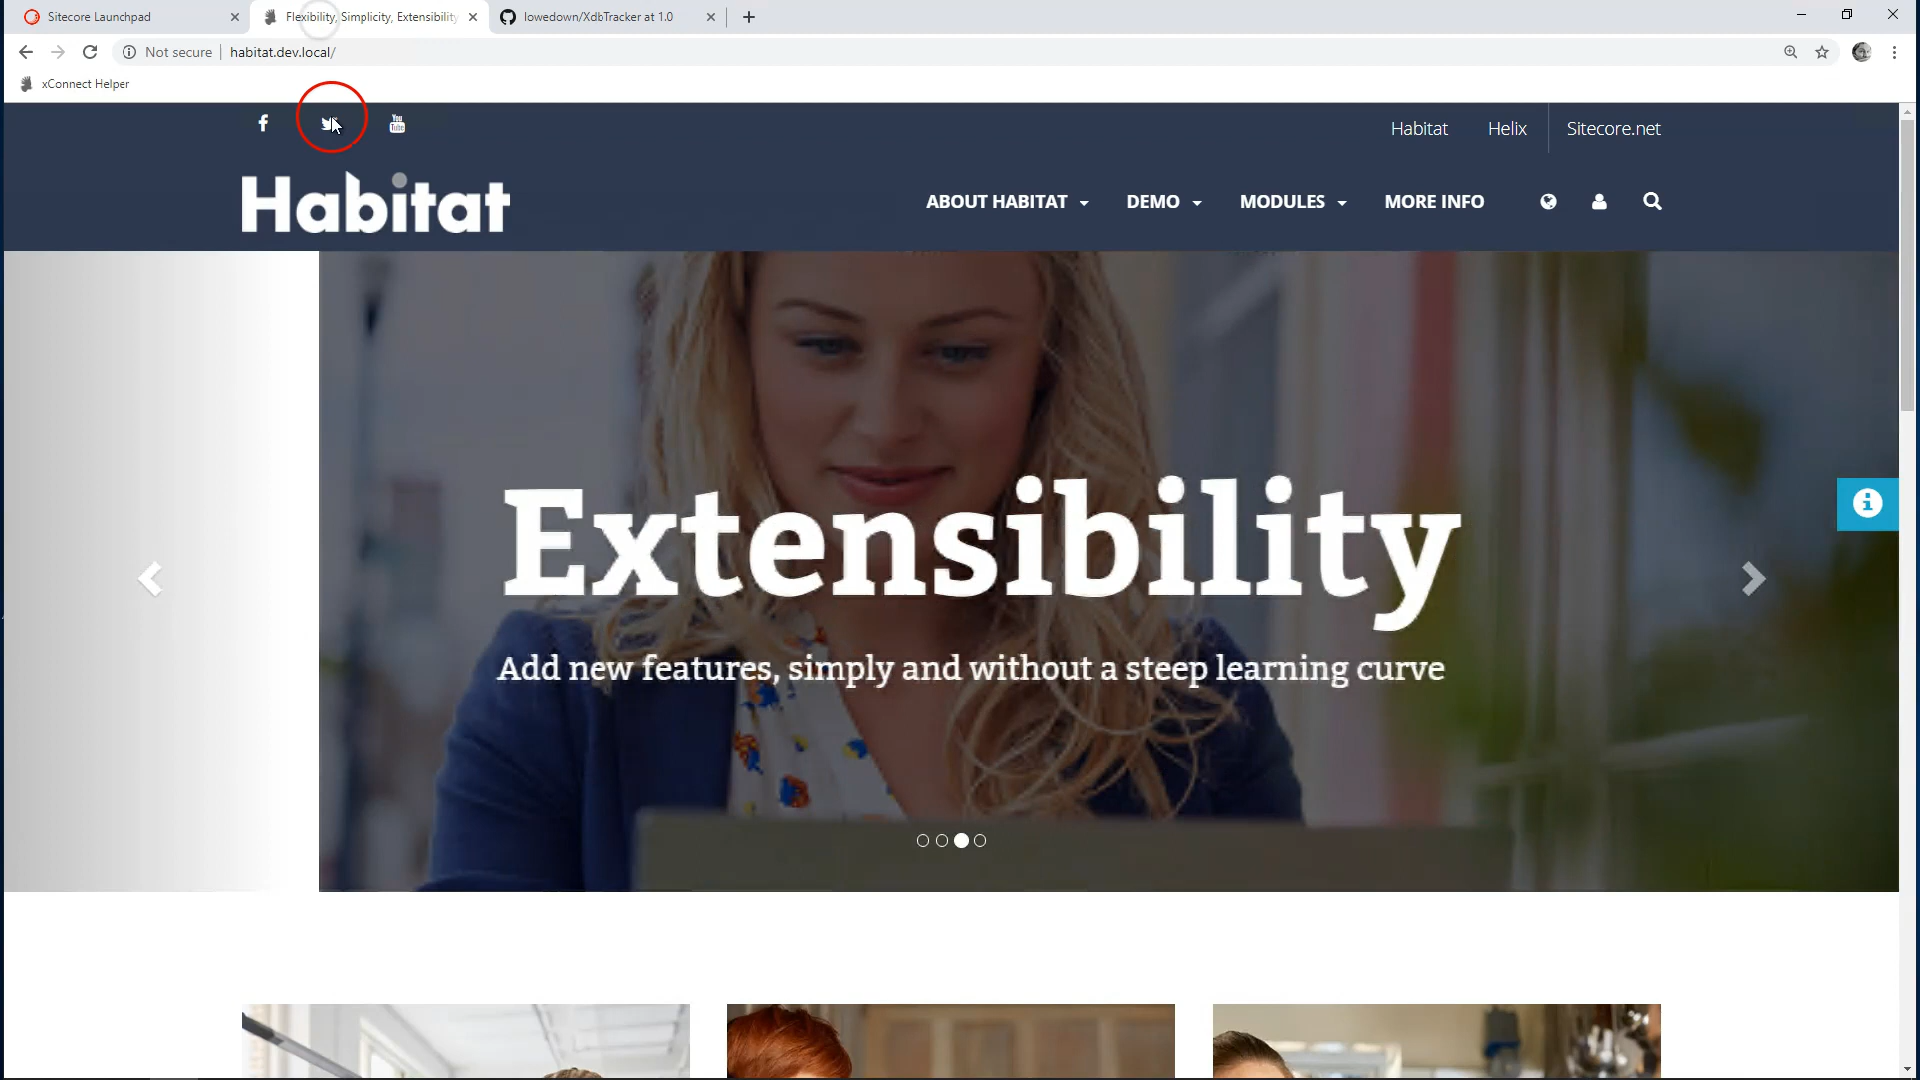 Sitecore Launchpad
Flexibility, Simplicity, Extensibility
lowedown/XdbTracker at 1.0
Not secure
habitat.dev.local/
xConnect Helper
You
Tube
Habitat
Helix
Sitecore.net
Habitat
ABOUT HABITAT
DEMO
MODULES
MORE INFO
Extensibility
Add new features, simply and without a steep learning curve